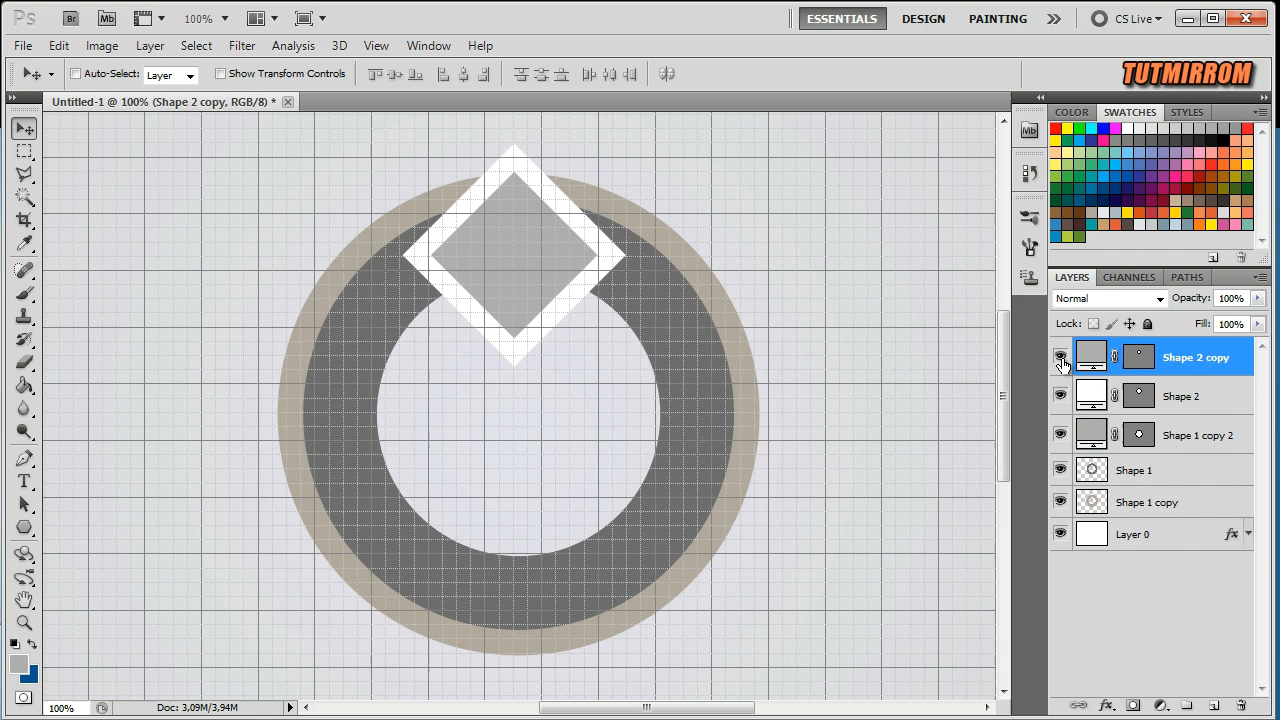 Ps Br Mb 100% ESSENTIALS DESIGN PAINTING CS Live
File Edit Image Layer Select Filter Analysis 3D View Window Help
Auto-Select: Layer Show Transform Controls
TUTMIRROM
Untitled-1 @ 100% (Shape 2 copy, RGB/8) *
COLOR SWATCHES STYLES
Mb
LAYERS CHANNELS PATHS
Normal Opacity: 100%
Lock: Fill: 100%
Shape 2 copy
Shape 2
Shape 1 copy 2
Shape 1
Shape 1 copy
Layer 0 fx
T
100% Doc: 3,09M/3,94M
fx